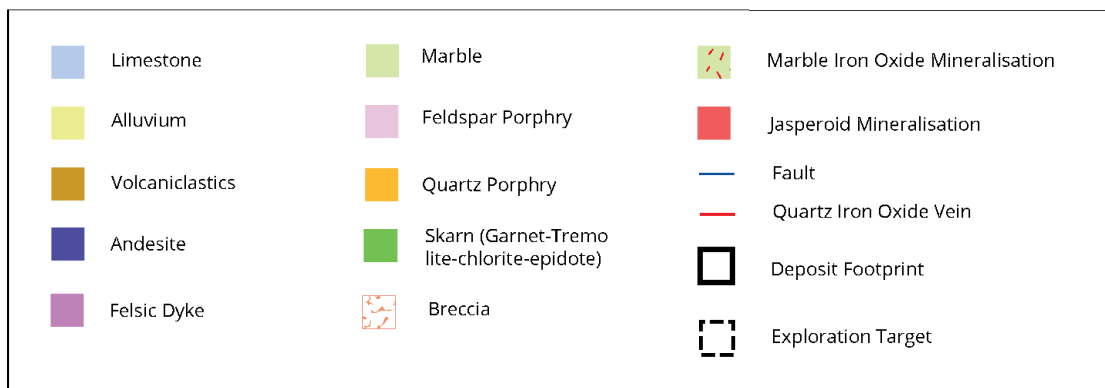 Limestone
Alluvium
Volcaniclastics
Andesite
Felsic Dyke
Marble
Feldspar Porphry
Quartz Porphry
Skarn (Garnet-Tremo
lite-chlorite-epidote)
Breccia
Marble Iron Oxide Mineralisation
Jasperoid Mineralisation
Fault
Quartz Iron Oxide Vein
Deposit Footprint
Exploration Target